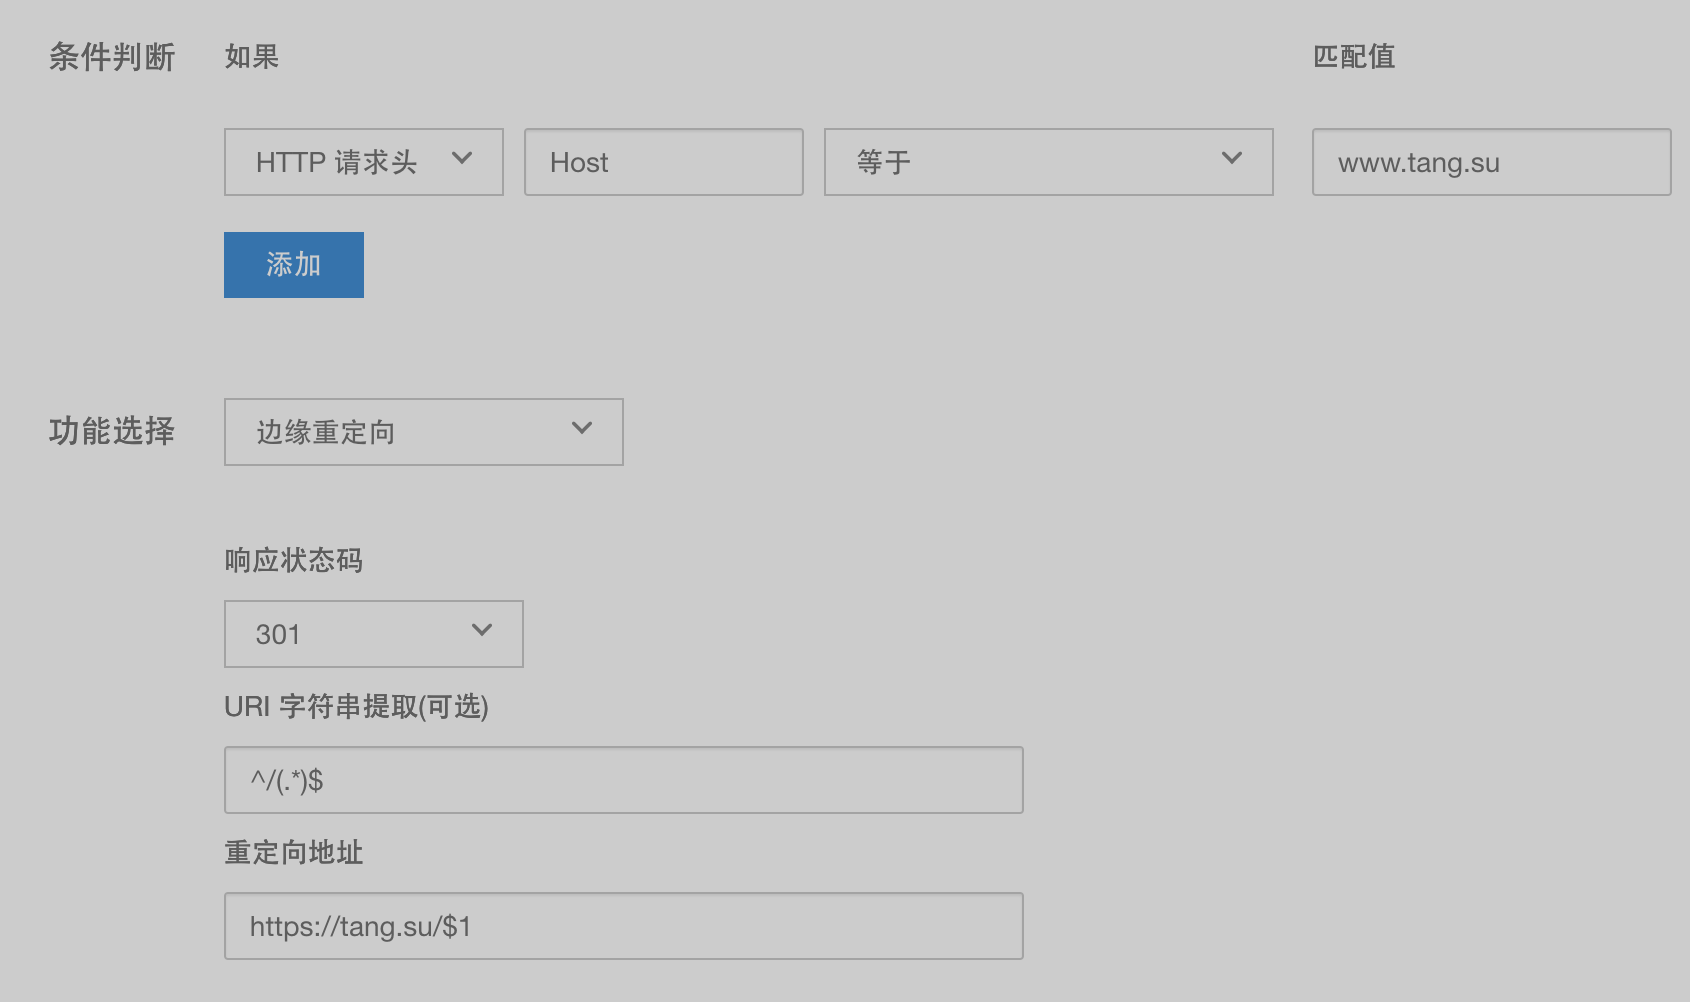 条件判断 如果 匹配值
HTTP 请求头 Host 等于 www.tang.su
添加
功能选择 边缘重定向
响应状态码
301
URI 字符串提取(可选)
^/(.*)$
重定向地址
https://tang.su/$1